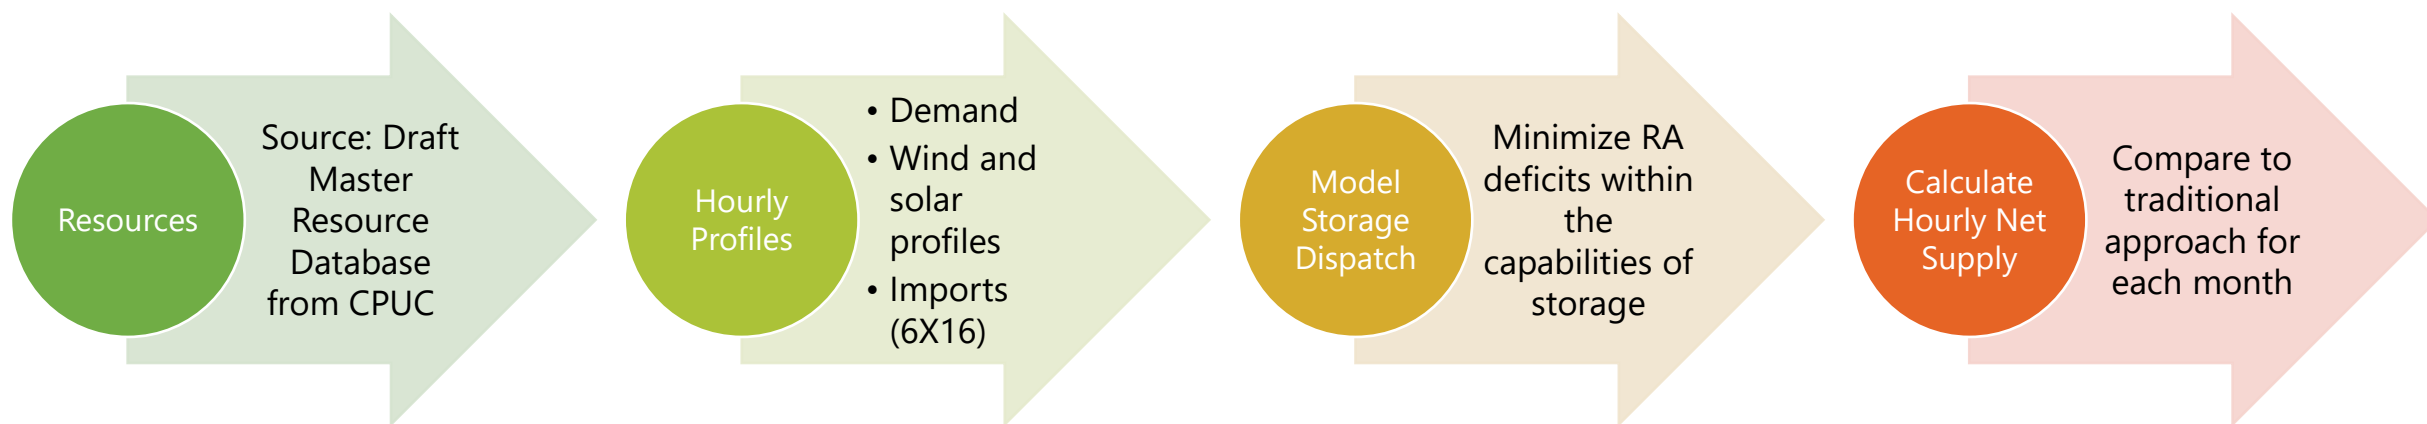 Resources
Source: Draft
Master
Resource
Database
from CPUC
Hourly
Profiles
• Demand
• Wind and
solar
profiles
• Imports
(6X16)
Model
Storage
Dispatch
Minimize RA
deficits within
the
capabilities of
storage
Calculate
Hourly Net
Supply
Compare to
traditional
approach for
each month